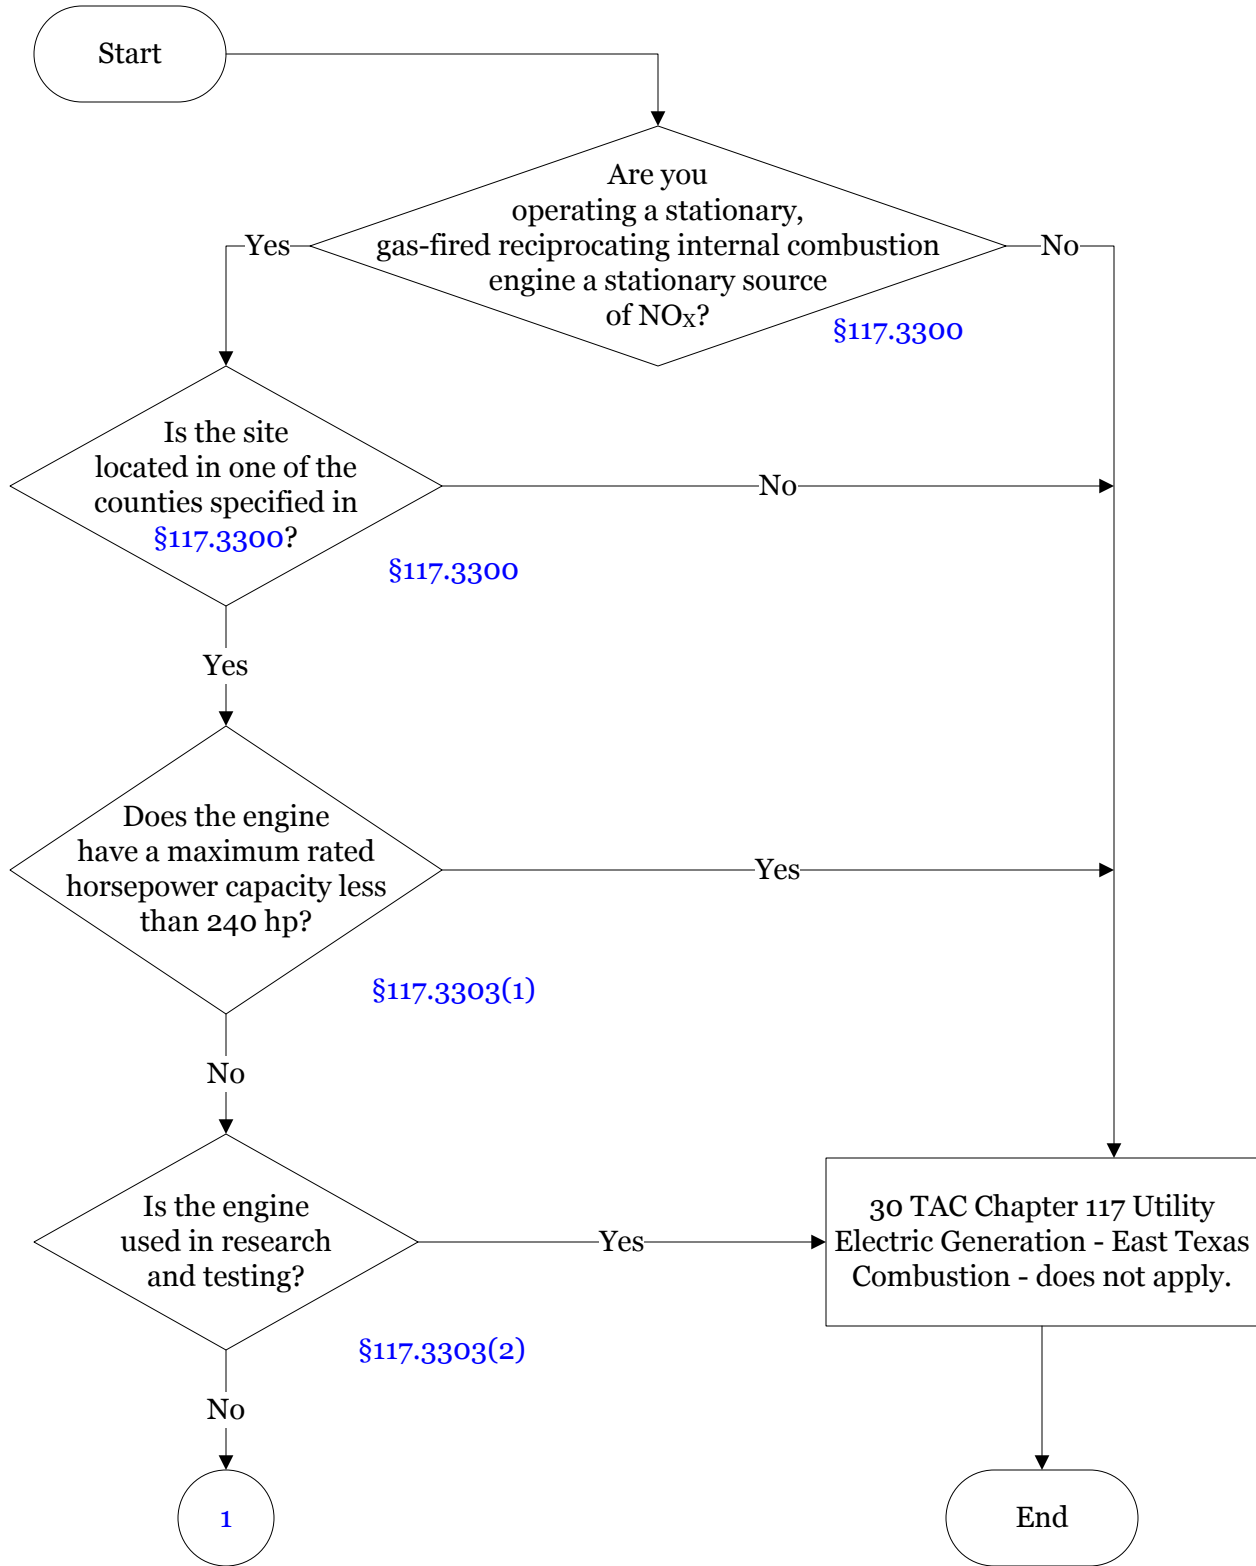 Start
Are you
operating a stationary,
gas-fired reciprocating internal combustion
engine a stationary source
of NOX?
§117.3300
Yes
No
Is the site
located in one of the
counties specified in
§117.3300?
§117.3300
No
Yes
Does the engine
have a maximum rated
horsepower capacity less
than 240 hp?
§117.3303(1)
Yes
No
Is the engine
used in research
and testing?
§117.3303(2)
Yes
30 TAC Chapter 117 Utility
Electric Generation - East Texas
Combustion - does not apply.
No
1
End